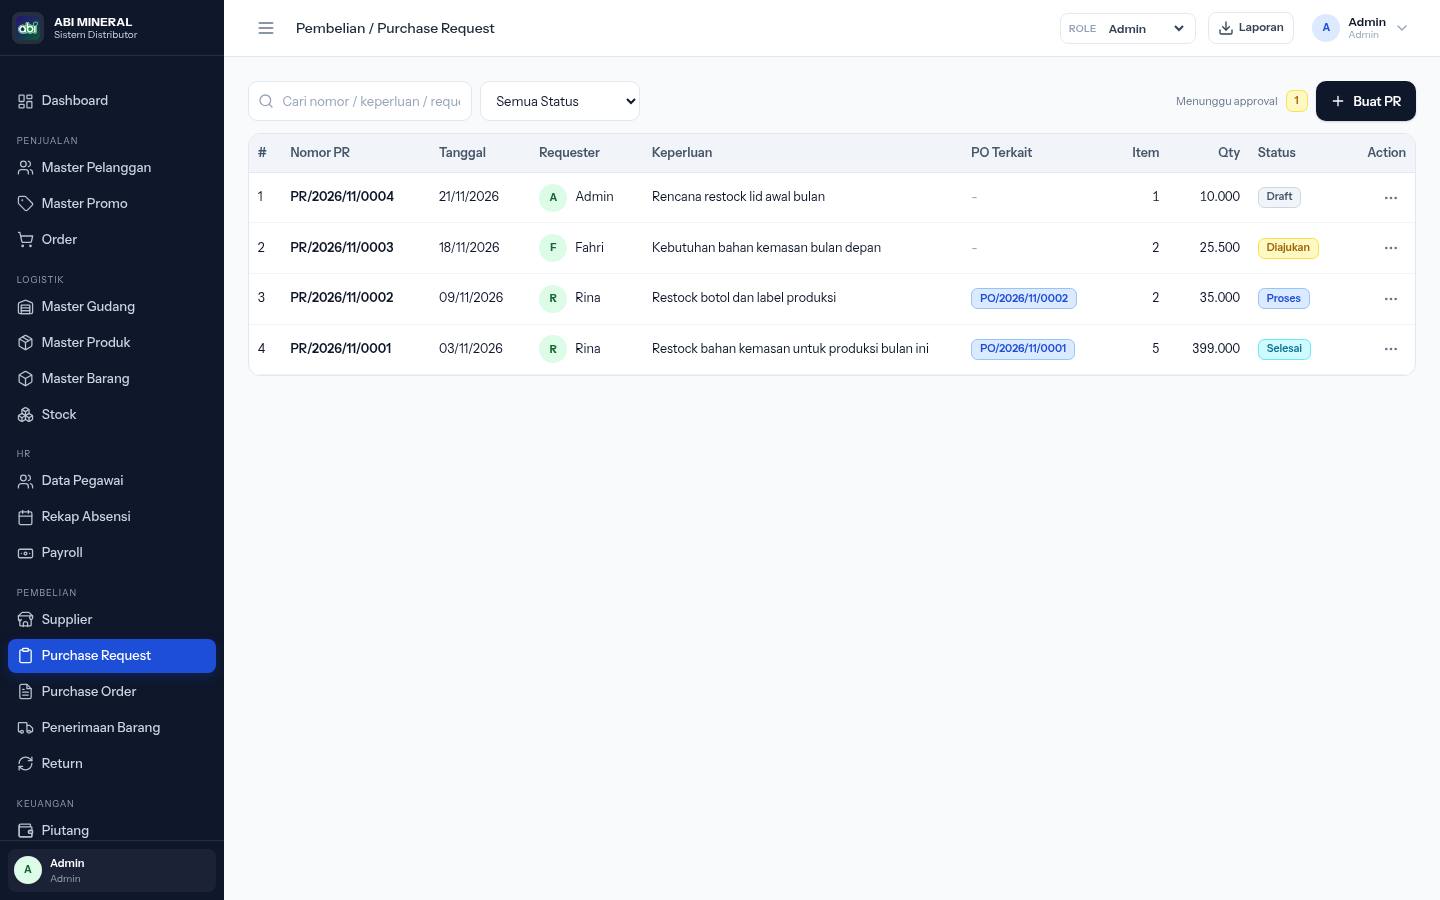 abi
ABI MINERAL
Sistem Distributor
Dashboard
PENJUALAN
Master Pelanggan
Master Promo
Order
LOGISTIK
Master Gudang
Master Produk
Master Barang
Stock
HR
Data Pegawai
Rekap Absensi
Payroll
PEMBELIAN
Supplier
Purchase Request
Purchase Order
Penerimaan Barang
Return
KEUANGAN
Piutang
A Admin
Admin
Pembelian / Purchase Request
ROLE Admin
Laporan
A Admin
Admin
Cari nomor / keperluan / reque
Semua Status
Menunggu approval 1
+ Buat PR
# Nomor PR Tanggal Requester Keperluan PO Terkait Item Qty Status Action
1 PR/2026/11/0004 21/11/2026 A Admin Rencana restock lid awal bulan - 1 10.000 Draft ...
2 PR/2026/11/0003 18/11/2026 F Fahri Kebutuhan bahan kemasan bulan depan - 2 25.500 Diajukan ...
3 PR/2026/11/0002 09/11/2026 R Rina Restock botol dan label produksi PO/2026/11/0002 2 35.000 Proses ...
4 PR/2026/11/0001 03/11/2026 R Rina Restock bahan kemasan untuk produksi bulan ini PO/2026/11/0001 5 399.000 Selesai ...